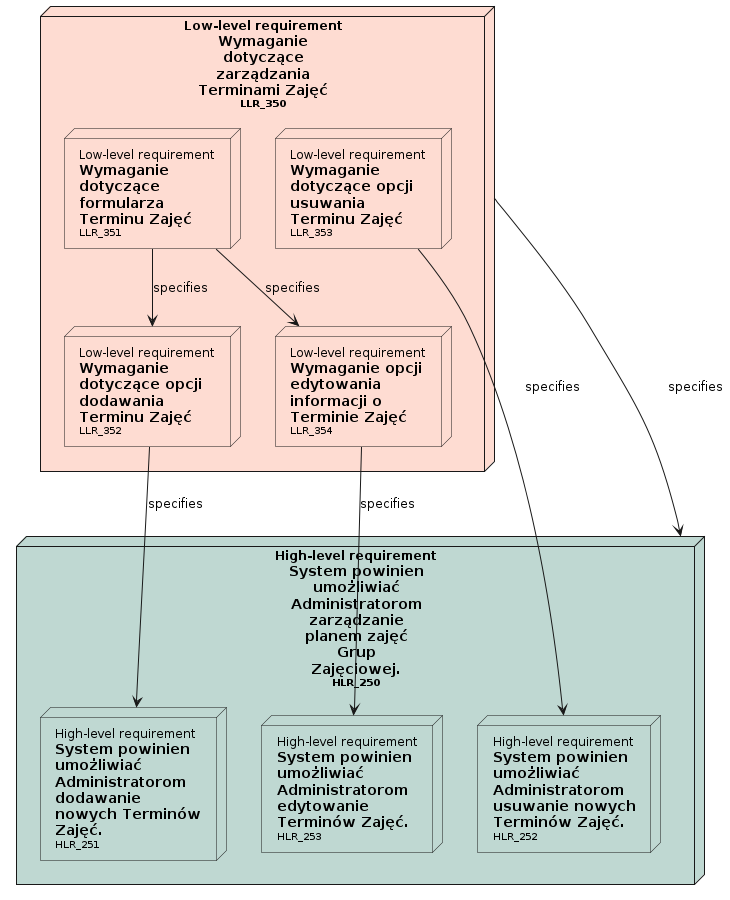 Low-level requirement
Wymaganie
dotyczące
zarządzania
Terminami Zajęć
LLR_350
Low-level requirement
Wymaganie
dotyczące
formularza
Terminu Zajęć
LLR_351
Low-level requirement
Wymaganie
dotyczące opcji
usuwania
Terminu Zajęć
LLR_353
specifies
specifies
Low-level requirement
Wymaganie
dotyczące opcji
dodawania
Terminu Zajęć
LLR_352
Low-level requirement
Wymaganie opcji
edytowania
informacji o
Terminie Zajęć
LLR_354
specifies
specifies
specifies
specifies
High-level requirement
System powinien
umożliwiać
Administratorom
zarządzanie
planem zajęć
Grup
Zajęciowej.
HLR_250
High-level requirement
System powinien
umożliwiać
Administratorom
dodawanie
nowych Terminów
Zajęć.
HLR_251
High-level requirement
System powinien
umożliwiać
Administratorom
edytowanie
Terminów Zajęć.
HLR_253
High-level requirement
System powinien
umożliwiać
Administratorom
usuwanie nowych
Terminów Zajęć.
HLR_252